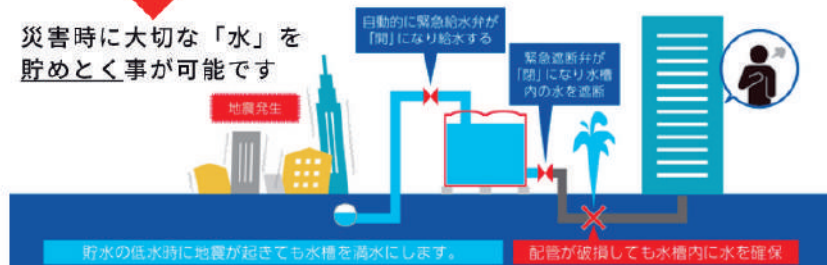 災害時に大切な「水」を
貯めとく事が可能です
自動的に緊急給水弁が
「開」になり給水する
緊急遮断弁が
「閉」になり水槽
内の水を遮断
地震発生
貯水の低水時に地震が起きても水槽を満水にします。
配管が破損しても水槽内に水を確保